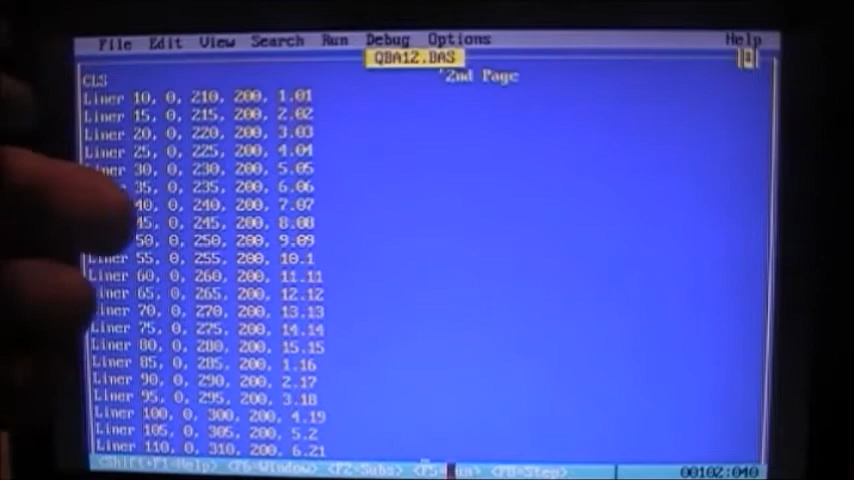 File Edit View Search Run Debug Options Help
QBA12.BAS
CLS '2nd Page
Liner 10, 0, 210, 200, 1.01
Liner 15, 0, 215, 200, 2.02
Liner 20, 0, 220, 200, 3.03
Liner 25, 0, 225, 200, 4.04
Liner 30, 0, 230, 200, 5.05
35, 0, 235, 200, 6.06
40, 0, 240, 200, 7.07
45, 0, 245, 200, 8.08
50, 0, 250, 200, 9.09
Liner 55, 0, 255, 200, 10.1
Liner 60, 0, 260, 200, 11.11
Liner 65, 0, 265, 200, 12.12
Liner 70, 0, 270, 200, 13.13
Liner 75, 0, 275, 200, 14.14
Liner 80, 0, 280, 200, 15.15
Liner 85, 0, 285, 200, 1.16
Liner 90, 0, 290, 200, 2.17
Liner 95, 0, 295, 200, 3.18
Liner 100, 0, 300, 200, 4.19
Liner 105, 0, 305, 200, 5.2
Liner 110, 0, 310, 200, 6.21
<Shift+F1=Help> <F6=Window> <F2=Subs> <F5=Run> <F8=Step> 00102:040